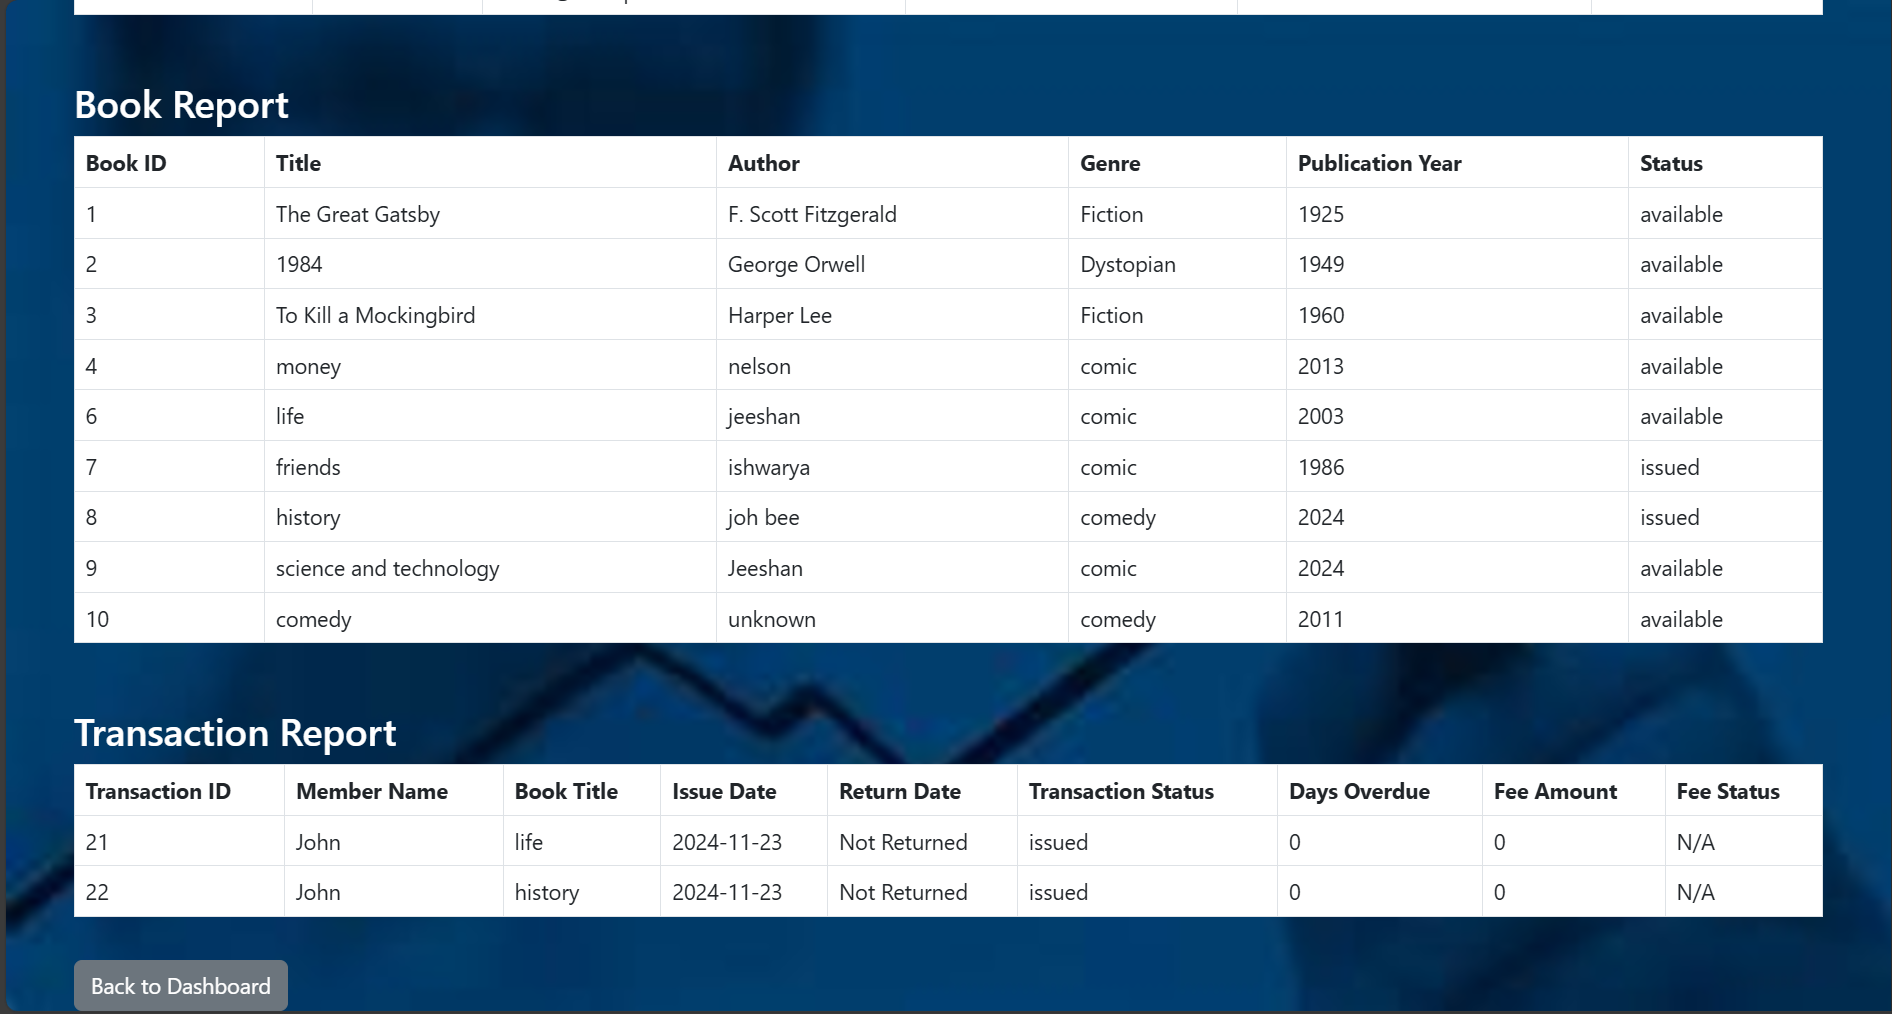 Book Report
Book ID Title Author Genre Publication Year Status
1 The Great Gatsby F. Scott Fitzgerald Fiction 1925 available
2 1984 George Orwell Dystopian 1949 available
3 To Kill a Mockingbird Harper Lee Fiction 1960 available
4 money nelson comic 2013 available
6 life jeeshan comic 2003 available
7 friends ishwarya comic 1986 issued
8 history joh bee comedy 2024 issued
9 science and technology Jeeshan comic 2024 available
10 comedy unknown comedy 2011 available
Transaction Report
Transaction ID Member Name Book Title Issue Date Return Date Transaction Status Days Overdue Fee Amount Fee Status
21 John life 2024-11-23 Not Returned issued 0 0 N/A
22 John history 2024-11-23 Not Returned issued 0 0 N/A
Back to Dashboard